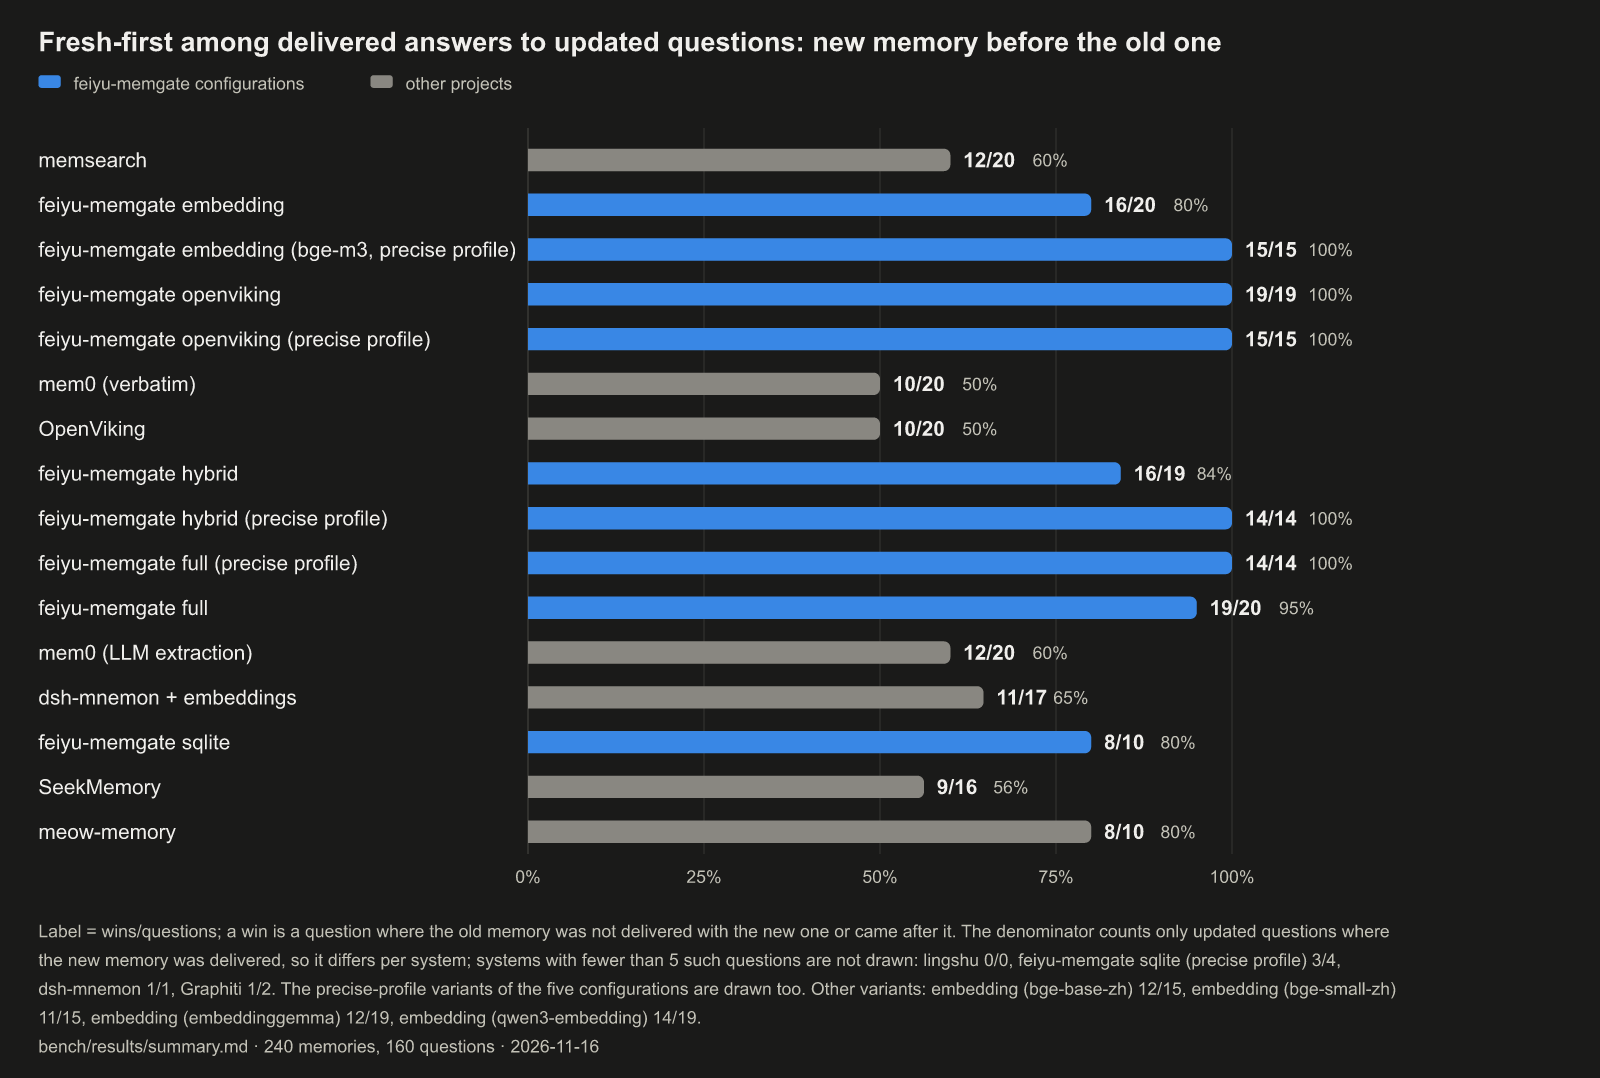 Fresh-first among delivered answers to updated questions: new memory before the old one
feiyu-memgate configurations other projects
memsearch 12/20 60%
feiyu-memgate embedding 16/20 80%
feiyu-memgate embedding (bge-m3, precise profile) 15/15 100%
feiyu-memgate openviking 19/19 100%
feiyu-memgate openviking (precise profile) 15/15 100%
mem0 (verbatim) 10/20 50%
OpenViking 10/20 50%
feiyu-memgate hybrid 16/19 84%
feiyu-memgate hybrid (precise profile) 14/14 100%
feiyu-memgate full (precise profile) 14/14 100%
feiyu-memgate full 19/20 95%
mem0 (LLM extraction) 12/20 60%
dsh-mnemon + embeddings 11/17 65%
feiyu-memgate sqlite 8/10 80%
SeekMemory 9/16 56%
meow-memory 8/10 80%
0% 25% 50% 75% 100%
Label = wins/questions; a win is a question where the old memory was not delivered with the new one or came after it. The denominator counts only updated questions where
the new memory was delivered, so it differs per system; systems with fewer than 5 such questions are not drawn: lingshu 0/0, feiyu-memgate sqlite (precise profile) 3/4,
dsh-mnemon 1/1, Graphiti 1/2. The precise-profile variants of the five configurations are drawn too. Other variants: embedding (bge-base-zh) 12/15, embedding (bge-small-zh)
11/15, embedding (embeddinggemma) 12/19, embedding (qwen3-embedding) 14/19.
bench/results/summary.md · 240 memories, 160 questions · 2026-11-16